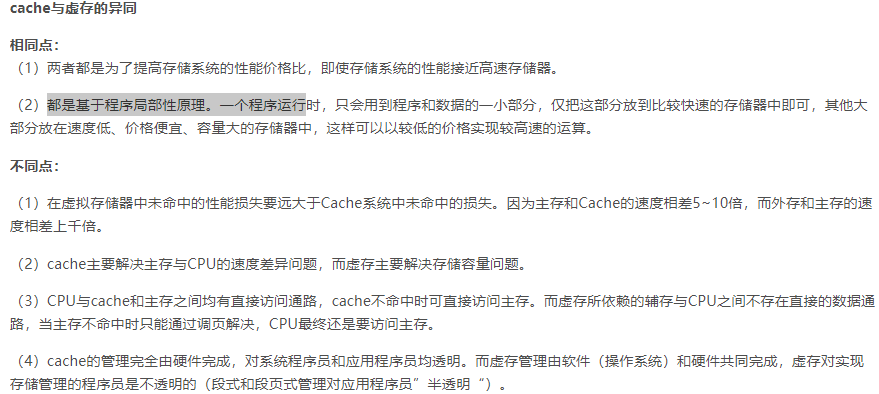 cache与虚存的异同
相同点：
（1）两者都是为了提高存储系统的性能价格比，即使存储系统的性能接近高速存储器。
（2）都是基于程序局部性原理。一个程序运行时，只会用到程序和数据的一小部分，仅把这部分放到比较快速的存储器中即可，其他大
部分放在速度低、价格便宜、容量大的存储器中，这样可以以较低的价格实现较高速的运算。
不同点：
（1）在虚拟存储器中未命中的性能损失要远大于Cache系统中未命中的损失。因为主存和Cache的速度相差5~10倍，而外存和主存的速
度相差上千倍。
（2）cache主要解决主存与CPU的速度差异问题，而虚存主要解决存储容量问题。
（3）CPU与cache和主存之间均有直接访问通路，cache不命中时可直接访问主存。而虚存所依赖的辅存与CPU之间不存在直接的数据通
路，当主存不命中时只能通过调页解决，CPU最终还是要访问主存。
（4）cache的管理完全由硬件完成，对系统程序员和应用程序员均透明。而虚存管理由软件（操作系统）和硬件共同完成，虚存对实现
存储管理的程序员是不透明的（段式和段页式管理对应用程序员”半透明“）。